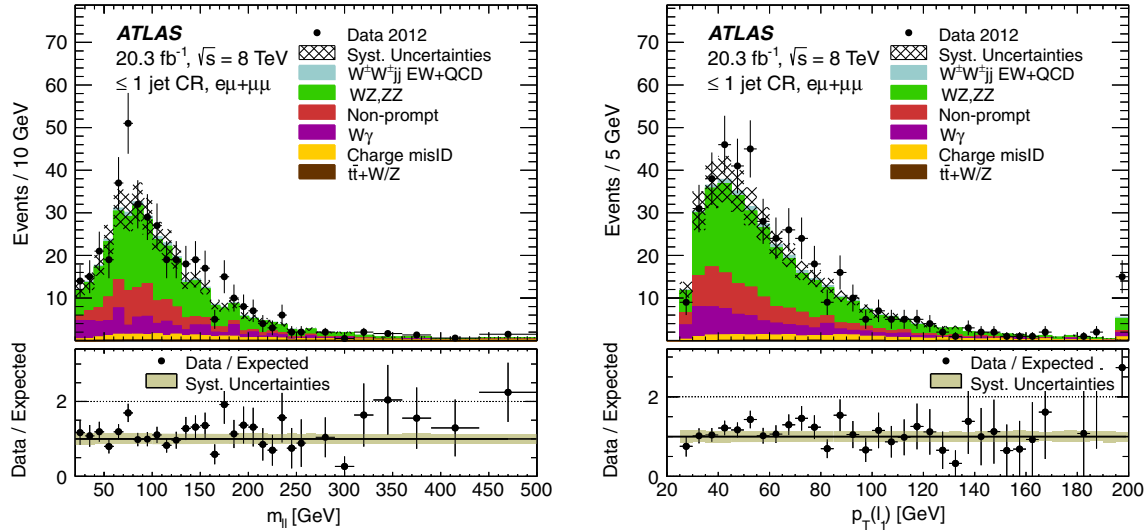 ATLAS
20.3 fb⁻¹, √s = 8 TeV
≤ 1 jet CR, eμ+μμ
Data 2012
Syst. Uncertainties
W±W±jj EW+QCD
WZ,ZZ
Non-prompt
Wγ
Charge misID
tt̄+W/Z
Events / 10 GeV
70
60
50
40
30
20
10
Data / Expected
Syst. Uncertainties
Data / Expected
2
0
50 100 150 200 250 300 350 400 450 500
m_ll [GeV]
ATLAS
20.3 fb⁻¹, √s = 8 TeV
≤ 1 jet CR, eμ+μμ
Data 2012
Syst. Uncertainties
W±W±jj EW+QCD
WZ,ZZ
Non-prompt
Wγ
Charge misID
tt̄+W/Z
Events / 5 GeV
70
60
50
40
30
20
10
Data / Expected
Syst. Uncertainties
Data / Expected
2
0
20 40 60 80 100 120 140 160 180 200
p_T(l_1) [GeV]